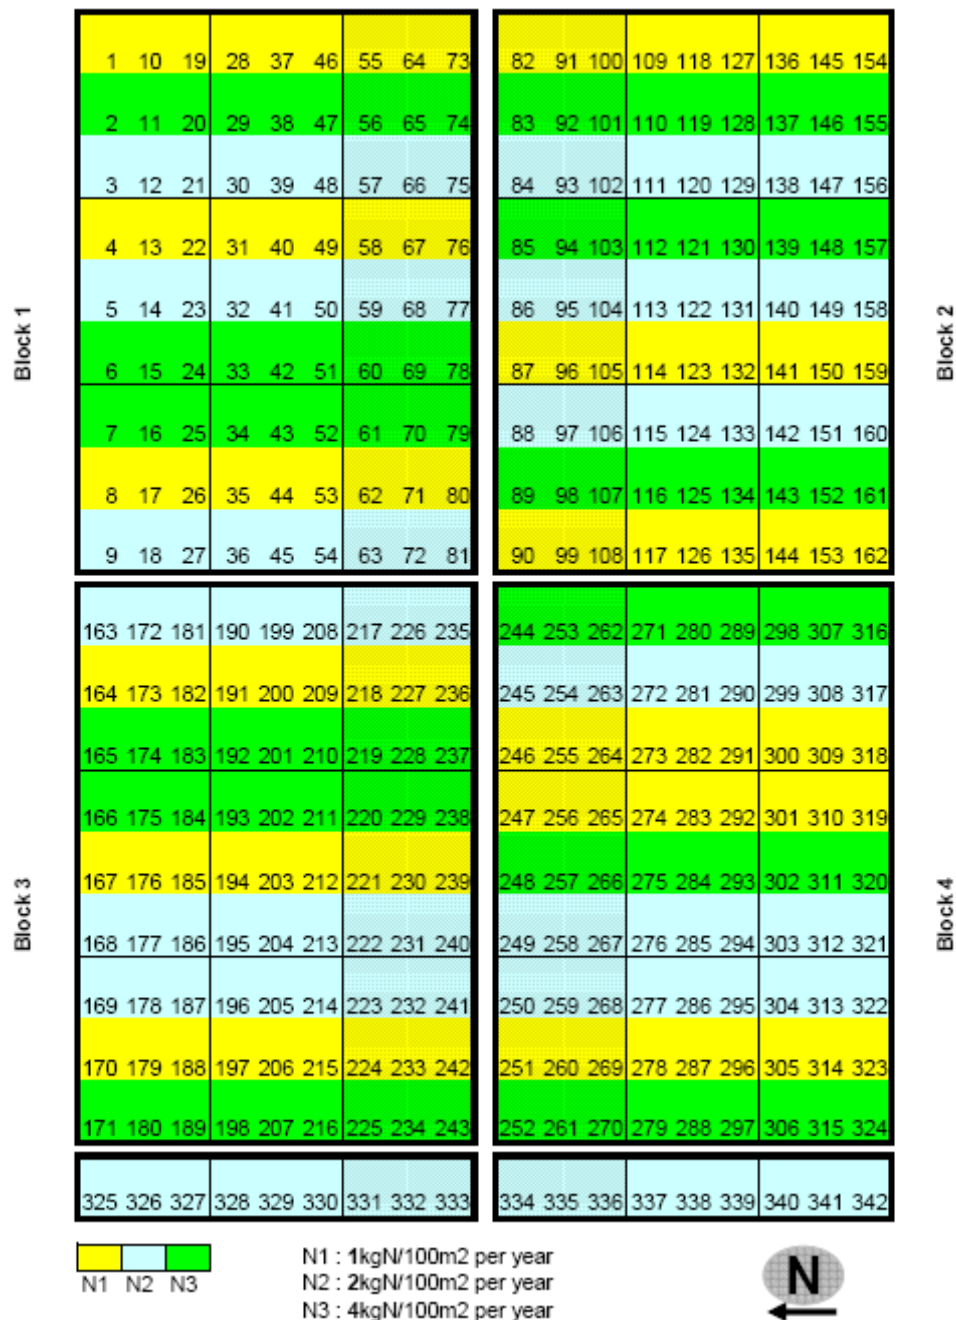 1 10 19 28 37 46 55 64 73 82 91 100 109 118 127 136 145 154
2 11 20 29 38 47 56 65 74 83 92 101 110 119 128 137 146 155
3 12 21 30 39 48 57 66 75 84 93 102 111 120 129 138 147 156
4 13 22 31 40 49 58 67 76 85 94 103 112 121 130 139 148 157
5 14 23 32 41 50 59 68 77 86 95 104 113 122 131 140 149 158
Block 1
Block 2
6 15 24 33 42 51 60 69 78 87 96 105 114 123 132 141 150 159
7 16 25 34 43 52 61 70 79 88 97 106 115 124 133 142 151 160
8 17 26 35 44 53 62 71 80 89 98 107 116 125 134 143 152 161
9 18 27 36 45 54 63 72 81 90 99 108 117 126 135 144 153 162
163 172 181 190 199 208 217 226 235 244 253 262 271 280 289 298 307 316
164 173 182 191 200 209 218 227 236 245 254 263 272 281 290 299 308 317
165 174 183 192 201 210 219 228 237 246 255 264 273 282 291 300 309 318
166 175 184 193 202 211 220 229 238 247 256 265 274 283 292 301 310 319
167 176 185 194 203 212 221 230 239 248 257 266 275 284 293 302 311 320
Block 3
Block 4
168 177 186 195 204 213 222 231 240 249 258 267 276 285 294 303 312 321
169 178 187 196 205 214 223 232 241 250 259 268 277 286 295 304 313 322
170 179 188 197 206 215 224 233 242 251 260 269 278 287 296 305 314 323
171 180 189 198 207 216 225 234 243 252 261 270 279 288 297 306 315 324
325 326 327 328 329 330 331 332 333 334 335 336 337 338 339 340 341 342
N1 N2 N3
N1 : 1kgN/100m2 per year
N2 : 2kgN/100m2 per year
N3 : 4kgN/100m2 per year
N